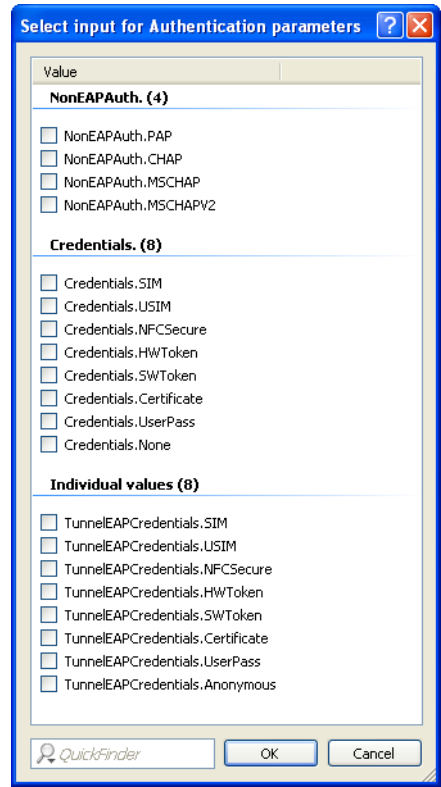 Select input for Authentication parameters
Value
NonEAPAuth. (4)
NonEAPAuth.PAP
NonEAPAuth.CHAP
NonEAPAuth.MSCHAP
NonEAPAuth.MSCHAPV2
Credentials. (8)
Credentials.SIM
Credentials.USIM
Credentials.NFCSecure
Credentials.HWToken
Credentials.SWToken
Credentials.Certificate
Credentials.UserPass
Credentials.None
Individual values (8)
TunnelEAPCredentials.SIM
TunnelEAPCredentials.USIM
TunnelEAPCredentials.NFCSecure
TunnelEAPCredentials.HWToken
TunnelEAPCredentials.SWToken
TunnelEAPCredentials.Certificate
TunnelEAPCredentials.UserPass
TunnelEAPCredentials.Anonymous
QuickFinder OK Cancel